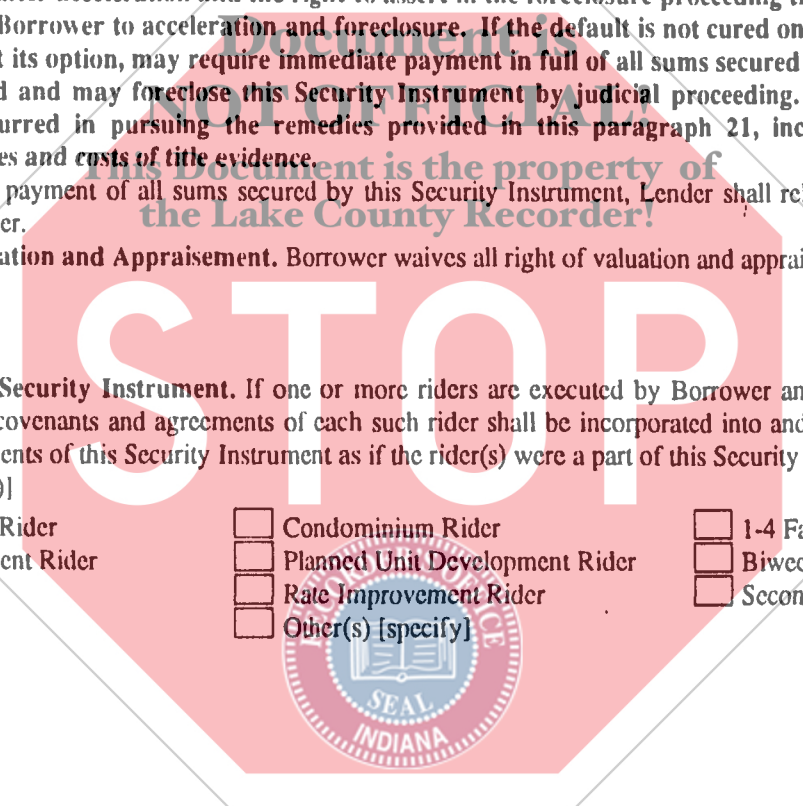 Borrower to acceleration and foreclosure. If the default is not cured on
t its option, may require immediate payment in full of all sums secured
d and may foreclose this Security Instrument by judicial proceeding.
urred in pursuing the remedies provided in this paragraph 21, inc
es and costs of title evidence.
payment of all sums secured by this Security Instrument, Lender shall re
er.
ation and Appraisement. Borrower waives all right of valuation and apprai
Document is
NOT OFFICIAL!
This Document is the property of
the Lake County Recorder!
STOP
Security Instrument. If one or more riders are executed by Borrower an
covenants and agreements of each such rider shall be incorporated into and
ents of this Security Instrument as if the rider(s) were a part of this Security
)]
Rider
Condominium Rider
1-4 Fa
ent Rider
Planned Unit Development Rider
Biwee
Rate Improvement Rider
Secon
Other(s) [specify]
RECORDER'S OFFICE
SEAL
INDIANA